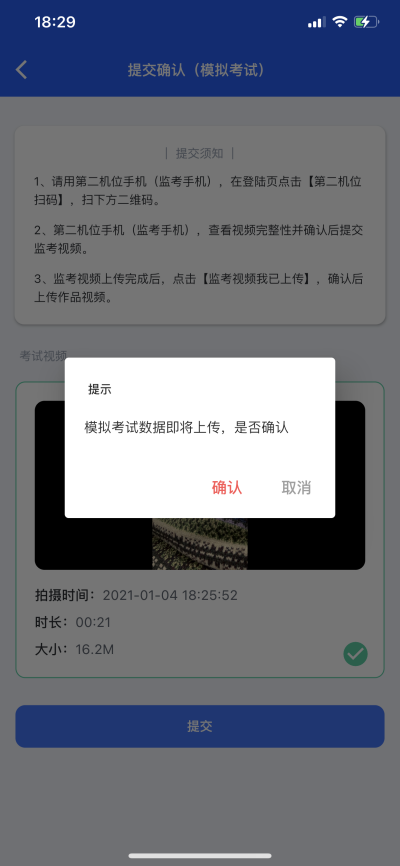 18:29
提交确认（模拟考试）
| 提交须知 |
1、请用第二机位手机（监考手机），在登陆页点击【第二机位
扫码】，扫下方二维码。
2、第二机位手机（监考手机），查看视频完整性并确认后提交
监考视频。
3、监考视频上传完成后，点击【监考视频我已上传】，确认后
上传作品视频。
考试视频
提示
模拟考试数据即将上传，是否确认
确认
取消
拍摄时间：2021-01-04 18:25:52
时长：00:21
大小：16.2M
提交